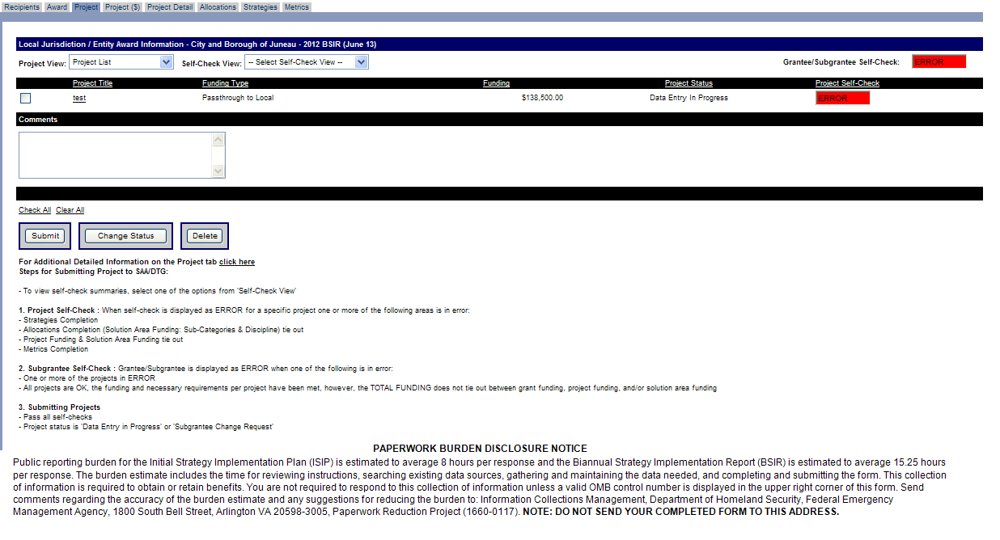 Recipients Award Project Project ($) Project Detail Allocations Strategies Metrics
Local Jurisdiction / Entity Award Information - City and Borough of Juneau - 2012 BSIR (June 13)
Project View: Project List Self-Check View: -- Select Self-Check View -- Grantee/Subgrantee Self-Check: ERROR
Project Title Funding Type Funding Project Status Project Self-Check
test Passthrough to Local $138,500.00 Data Entry In Progress ERROR
Comments
Check All Clear All
Submit Change Status Delete
For Additional Detailed Information on the Project tab click here
Steps for Submitting Project to SAA/DTG:
- To view self-check summaries, select one of the options from 'Self-Check View'
1. Project Self-Check : When self-check is displayed as ERROR for a specific project one or more of the following areas is in error:
- Strategies Completion
- Allocations Completion (Solution Area Funding: Sub-Categories & Discipline) tie out
- Project Funding & Solution Area Funding tie out
- Metrics Completion
2. Subgrantee Self-Check : Grantee/Subgrantee is displayed as ERROR when one of the following is in error:
- One or more of the projects in ERROR
- All projects are OK, the funding and necessary requirements per project have been met, however, the TOTAL FUNDING does not tie out between grant funding, project funding, and/or solution area funding
3. Submitting Projects
- Pass all self-checks
- Project status is 'Data Entry in Progress' or 'Subgrantee Change Request'
PAPERWORK BURDEN DISCLOSURE NOTICE
Public reporting burden for the Initial Strategy Implementation Plan (ISIP) is estimated to average 8 hours per response and the Biannual Strategy Implementation Report (BSIR) is estimated to average 15.25 hours
per response. The burden estimate includes the time for reviewing instructions, searching existing data sources, gathering and maintaining the data needed, and completing and submitting the form. This collection
of information is required to obtain or retain benefits. You are not required to respond to this collection of information unless a valid OMB control number is displayed in the upper right corner of this form. Send
comments regarding the accuracy of the burden estimate and any suggestions for reducing the burden to: Information Collections Management, Department of Homeland Security, Federal Emergency
Management Agency, 1800 South Bell Street, Arlington VA 20598-3005, Paperwork Reduction Project (1660-0117). NOTE: DO NOT SEND YOUR COMPLETED FORM TO THIS ADDRESS.